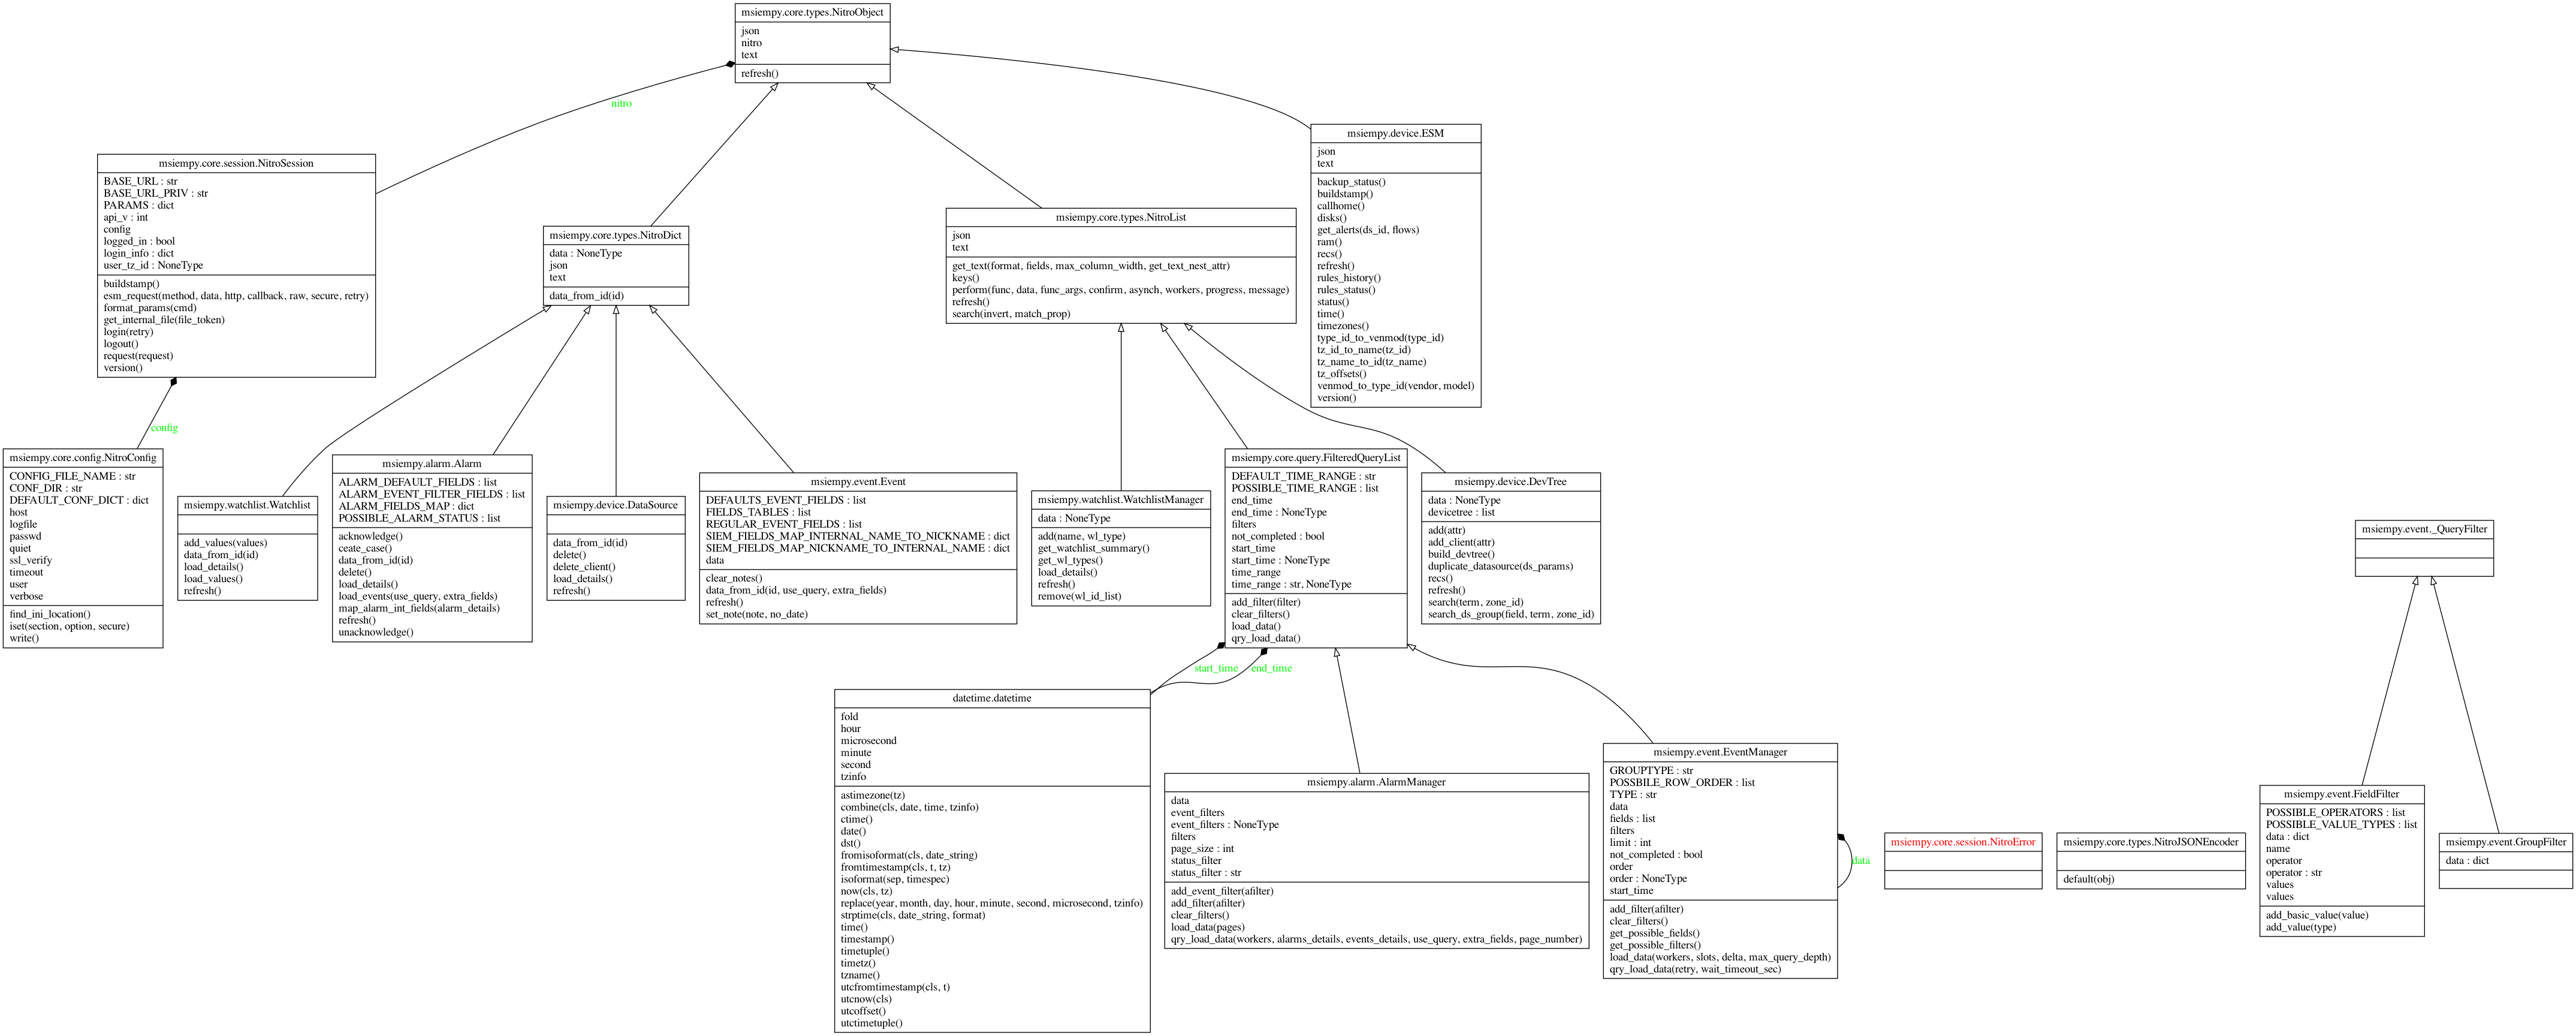 msiempy.core.types.NitroObject
json
nitro
text
refresh()
nitro
msiempy.core.session.NitroSession
BASE_URL : str
BASE_URL_PRIV : str
PARAMS : dict
api_v : int
config
logged_in : bool
login_info : dict
user_tz_id : NoneType
buildstamp()
esm_request(method, data, http, callback, raw, secure, retry)
format_params(cmd)
get_internal_file(file_token)
login(retry)
logout()
request(request)
version()
msiempy.core.types.NitroDict
data : NoneType
json
text
data_from_id(id)
msiempy.core.types.NitroList
json
text
get_text(format, fields, max_column_width, get_text_nest_attr)
keys()
perform(func, data, func_args, confirm, asynch, workers, progress, message)
refresh()
search(invert, match_prop)
msiempy.device.ESM
json
text
backup_status()
buildstamp()
callhome()
disks()
get_alerts(ds_id, flows)
ram()
recs()
refresh()
rules_history()
rules_status()
status()
time()
timezones()
type_id_to_venmod(type_id)
tz_id_to_name(tz_id)
tz_name_to_id(tz_name)
tz_offsets()
venmod_to_type_id(vendor, model)
version()
config
msiempy.core.config.NitroConfig
CONFIG_FILE_NAME : str
CONF_DIR : str
DEFAULT_CONF_DICT : dict
host
logfile
passwd
quiet
ssl_verify
timeout
user
verbose
find_ini_location()
iset(section, option, secure)
write()
msiempy.watchlist.Watchlist
add_values(values)
data_from_id(id)
load_details()
load_values()
refresh()
msiempy.alarm.Alarm
ALARM_DEFAULT_FIELDS : list
ALARM_EVENT_FILTER_FIELDS : list
ALARM_FIELDS_MAP : dict
POSSIBLE_ALARM_STATUS : list
acknowledge()
ceate_case()
data_from_id(id)
delete()
load_details()
load_events(use_query, extra_fields)
map_alarm_int_fields(alarm_details)
refresh()
unacknowledge()
msiempy.device.DataSource
data_from_id(id)
delete()
delete_client()
load_details()
refresh()
msiempy.event.Event
DEFAULTS_EVENT_FIELDS : list
FIELDS_TABLES : list
REGULAR_EVENT_FIELDS : list
SIEM_FIELDS_MAP_INTERNAL_NAME_TO_NICKNAME : dict
SIEM_FIELDS_MAP_NICKNAME_TO_INTERNAL_NAME : dict
data
clear_notes()
data_from_id(id, use_query, extra_fields)
refresh()
set_note(note, no_date)
msiempy.watchlist.WatchlistManager
data : NoneType
add(name, wl_type)
get_watchlist_summary()
get_wl_types()
load_details()
refresh()
remove(wl_id_list)
msiempy.core.query.FilteredQueryList
DEFAULT_TIME_RANGE : str
POSSIBLE_TIME_RANGE : list
end_time
end_time : NoneType
filters
not_completed : bool
start_time
start_time : NoneType
time_range
time_range : str, NoneType
add_filter(filter)
clear_filters()
load_data()
qry_load_data()
msiempy.device.DevTree
data : NoneType
devicetree : list
add(attr)
add_client(attr)
build_devtree()
duplicate_datasource(ds_params)
recs()
refresh()
search(term, zone_id)
search_ds_group(field, term, zone_id)
msiempy.event._QueryFilter
start_time
end_time
datetime.datetime
fold
hour
microsecond
minute
second
tzinfo
astimezone(tz)
combine(cls, date, time, tzinfo)
ctime()
date()
dst()
fromisoformat(cls, date_string)
fromtimestamp(cls, t, tz)
isoformat(sep, timespec)
now(cls, tz)
replace(year, month, day, hour, minute, second, microsecond, tzinfo)
strptime(cls, date_string, format)
time()
timestamp()
timetuple()
timetz()
tzname()
utcfromtimestamp(cls, t)
utcnow(cls)
utcoffset()
utctimetuple()
msiempy.alarm.AlarmManager
data
event_filters
event_filters : NoneType
filters
page_size : int
status_filter
status_filter : str
add_event_filter(afilter)
add_filter(afilter)
clear_filters()
load_data(pages)
qry_load_data(workers, alarms_details, events_details, use_query, extra_fields, page_number)
msiempy.event.EventManager
GROUPTYPE : str
POSSBILE_ROW_ORDER : list
TYPE : str
data
fields : list
filters
limit : int
not_completed : bool
order
order : NoneType
start_time
add_filter(afilter)
clear_filters()
get_possible_fields()
get_possible_filters()
load_data(workers, slots, delta, max_query_depth)
qry_load_data(retry, wait_timeout_sec)
data
msiempy.core.session.NitroError
msiempy.core.types.NitroJSONEncoder
default(obj)
msiempy.event.FieldFilter
POSSIBLE_OPERATORS : list
POSSIBLE_VALUE_TYPES : list
data : dict
name
operator
operator : str
values
values
add_basic_value(value)
add_value(type)
msiempy.event.GroupFilter
data : dict